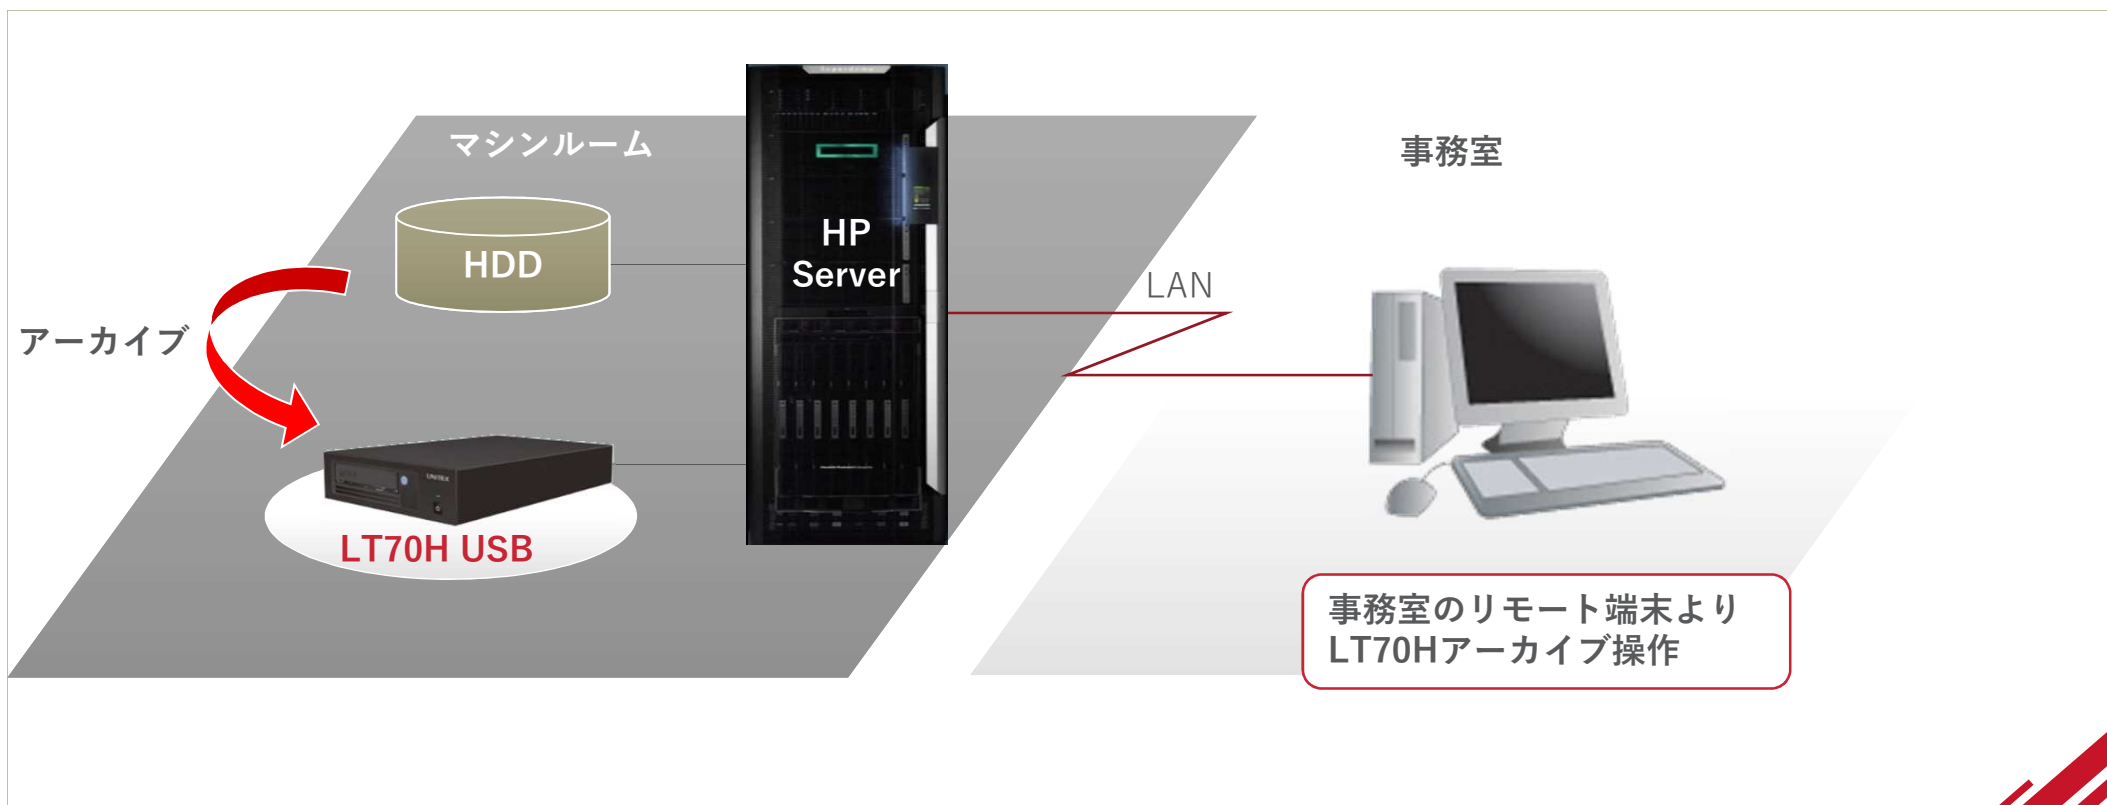 マシンルーム
事務室
HP
Server
HDD
LAN
アーカイブ
UNITEX
LT70H USB
事務室のリモート端末より
LT70Hアーカイブ操作